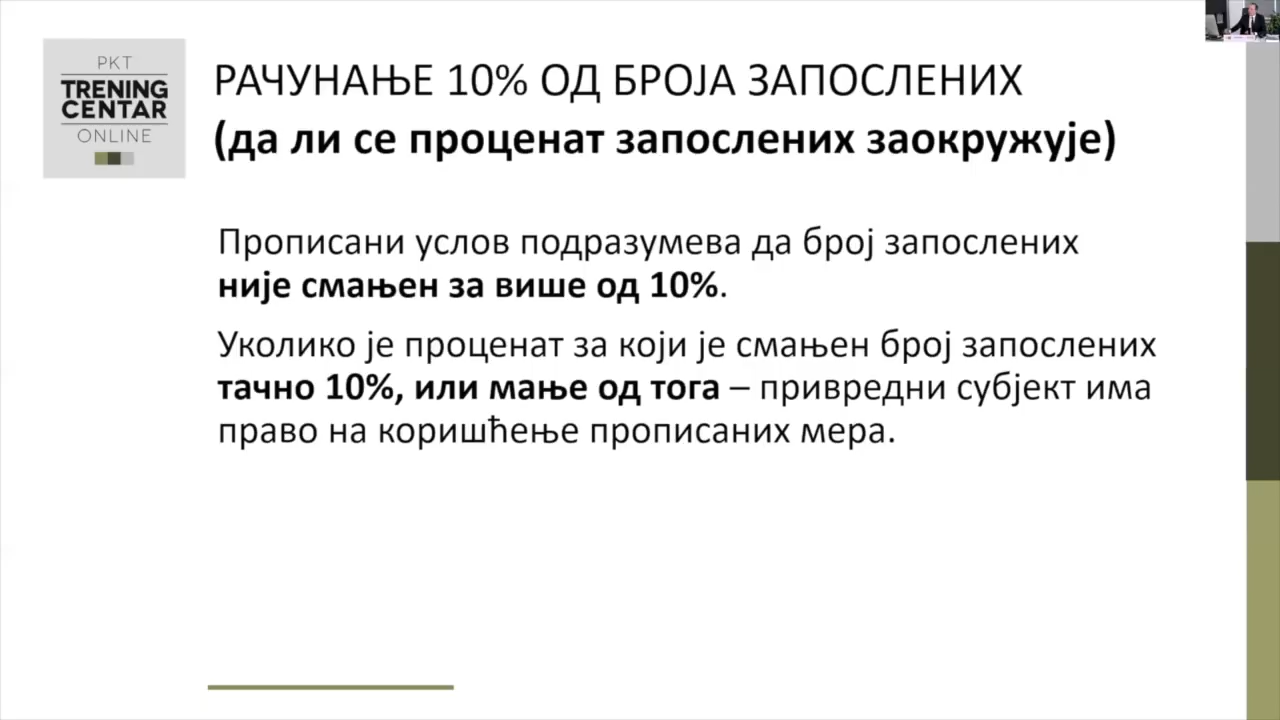 PKT
TRENING
CENTAR
ONLINE
РАЧУНАЊЕ 10% ОД БРОЈА ЗАПОСЛЕНИХ
(да ли се проценат запослених заокружује)
Прописани услов подразумева да број запослених
није смањен за више од 10%.
Уколико је проценат за који је смањен број запослених
тачно 10%, или мање од тога – привредни субјект има
право на коришћење прописаних мера.